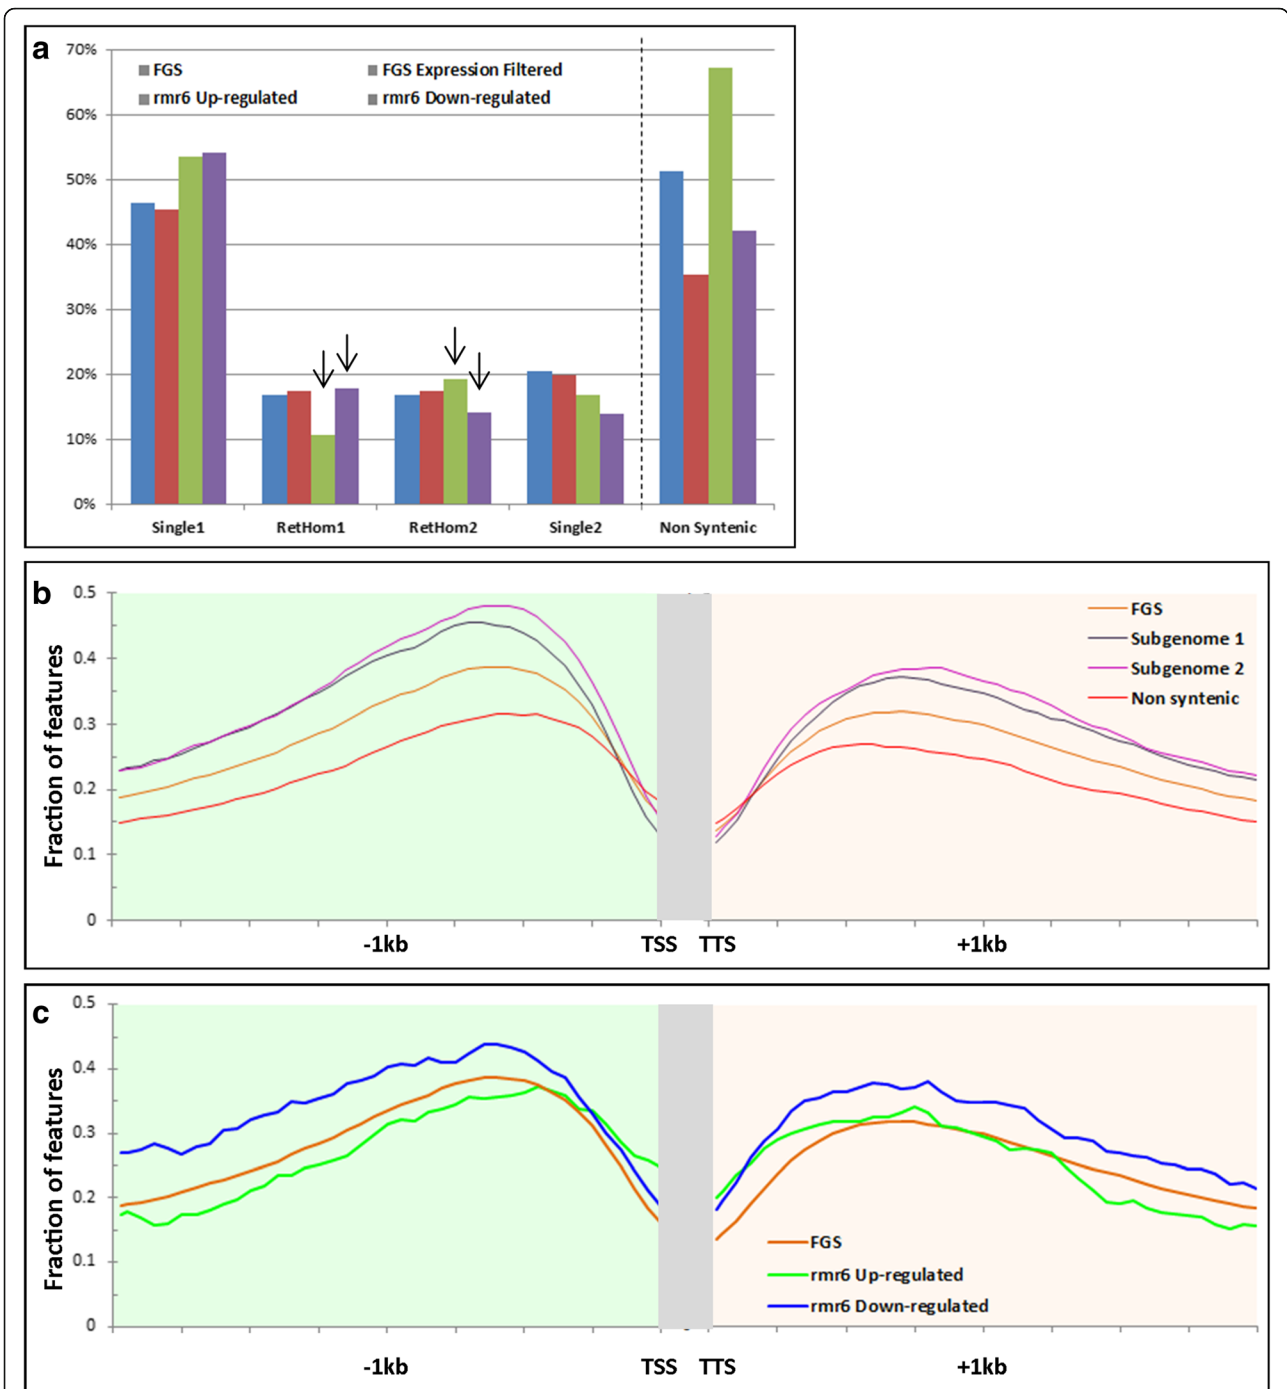 a
70%
60%
50%
40%
30%
20%
10%
0%
FGS
FGS Expression Filtered
rmr6 Up-regulated
rmr6 Down-regulated
Single1
RetHom1
RetHom2
Single2
Non Syntenic
b
Fraction of features
0.5
0.4
0.3
0.2
0.1
0
FGS
Subgenome 1
Subgenome 2
Non syntenic
-1kb
TSS
TTS
+1kb
c
Fraction of features
0.5
0.4
0.3
0.2
0.1
0
FGS
rmr6 Up-regulated
rmr6 Down-regulated
-1kb
TSS
TTS
+1kb